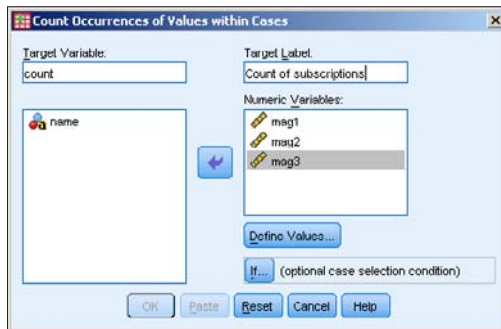 Count Occurrences of Values within Cases
Target Variable:
count
Target Label:
Count of subscriptions
Numeric Variables:
name
mag1
mag2
mag3
Define Values...
If... (optional case selection condition)
OK Paste Reset Cancel Help